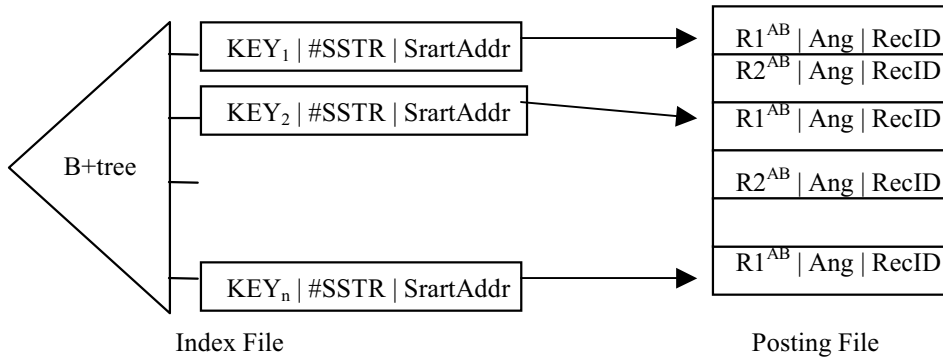 KEY₁ | #SSTR | SrartAddr
R1ᴬᴮ | Ang | RecID
R2ᴬᴮ | Ang | RecID
KEY₂ | #SSTR | SrartAddr
R1ᴬᴮ | Ang | RecID
B+tree
R2ᴬᴮ | Ang | RecID
KEYₙ | #SSTR | SrartAddr
R1ᴬᴮ | Ang | RecID
Index File
Posting File